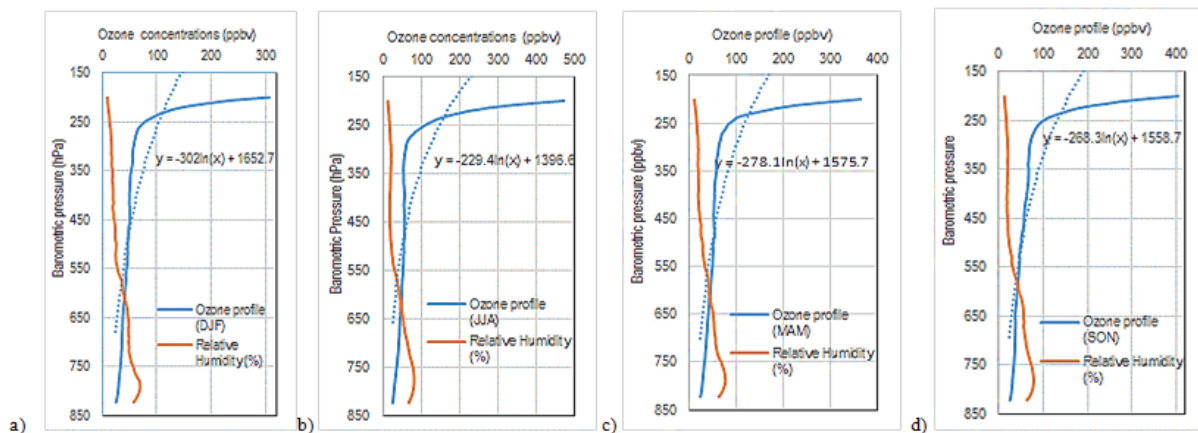 Ozone concentrations (ppbv)
0 100 200 300
150
250
350
450
550
650
750
850
Barometric pressure (hPa)
y = -302ln(x) + 1652.7
Ozone profile
(DJF)
Relative
Humidity(%)
a)
Ozone concentrations (ppbv)
0 100 200 300 400 500
150
250
350
450
550
650
750
850
Barometric Pressure (hPa)
y = -229.4ln(x) + 1396.6
Ozone profile
(JJA)
Relative Humidity
(%)
b)
Ozone profile (ppbv)
0 100 200 300 400
150
250
350
450
550
650
750
850
Barometric pressure (ppbv)
y = -278.1ln(x) + 1575.7
Ozone profile
(MAM)
Relative Humidity
(%)
c)
Ozone profile (ppbv)
0 100 200 300 400
150
250
350
450
550
650
750
850
Barometric pressure
y = -268.3ln(x) + 1558.7
Ozone profile
(SON)
Relative Humidity
(%)
d)